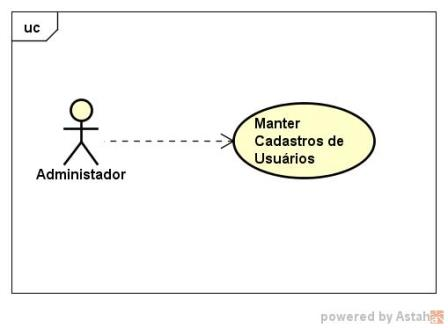 uc
Manter
Cadastros de
Usuários
Administador
powered by Astah